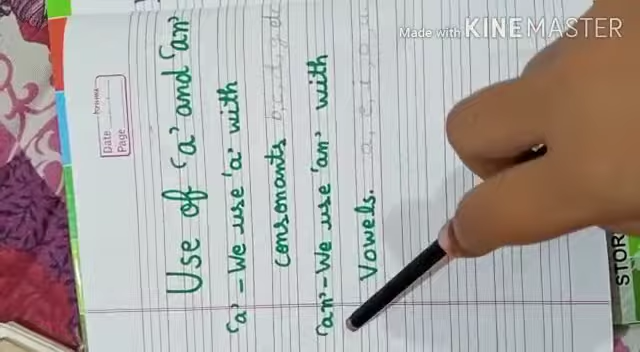 Made with KINEMASTER
Date
Page
Use of 'a' and 'an'
'a' - We use 'a' with
consonants b, c, d,
'an' - We use 'an' with
Vowels. a, e, i, o, u
STOR